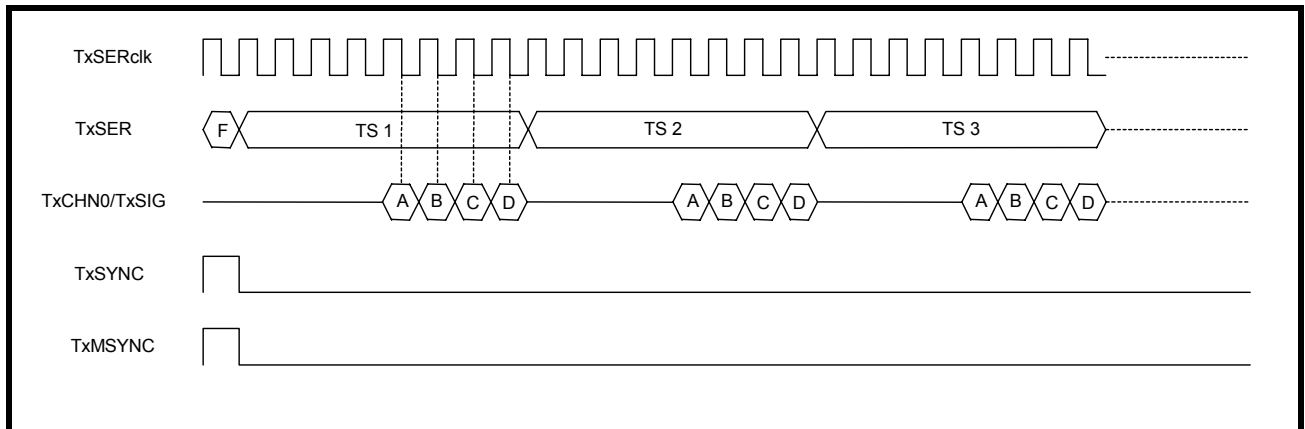 TxSERclk
TxSER F TS 1 TS 2 TS 3
TxCHN0/TxSIG A B C D A B C D A B C D
TxSYNC
TxMSYNC